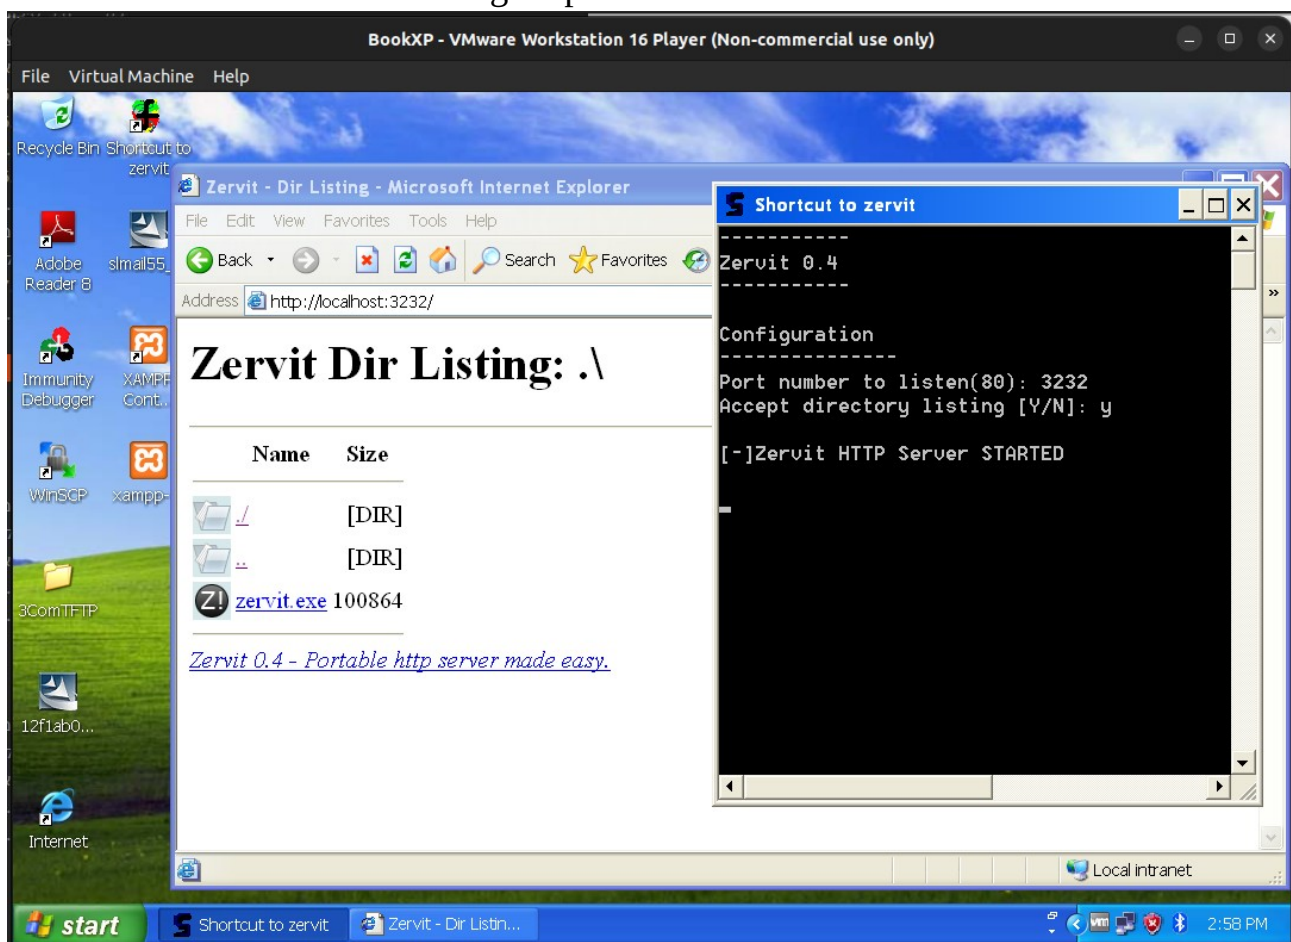 BookXP - VMware Workstation 16 Player (Non-commercial use only)
File Virtual Machine Help
Recycle Bin
Shortcut to zervit
Adobe Reader 8
slmail55_
Immunity Debugger
XAMPP Cont...
WinSCP
xampp-
3ComTFTP
12f1ab0...
Internet
Zervit - Dir Listing - Microsoft Internet Explorer
File Edit View Favorites Tools Help
Back Search Favorites
Address http://localhost:3232/
»
Zervit Dir Listing: .\
Name Size
./ [DIR]
.. [DIR]
Z! zervit.exe 100864
Zervit 0.4 - Portable http server made easy.
Local intranet
Shortcut to zervit
-----------
Zervit 0.4
-----------
Configuration
---------------
Port number to listen(80): 3232
Accept directory listing [Y/N]: y
[-]Zervit HTTP Server STARTED
start Shortcut to zervit Zervit - Dir Listin... vm 2:58 PM